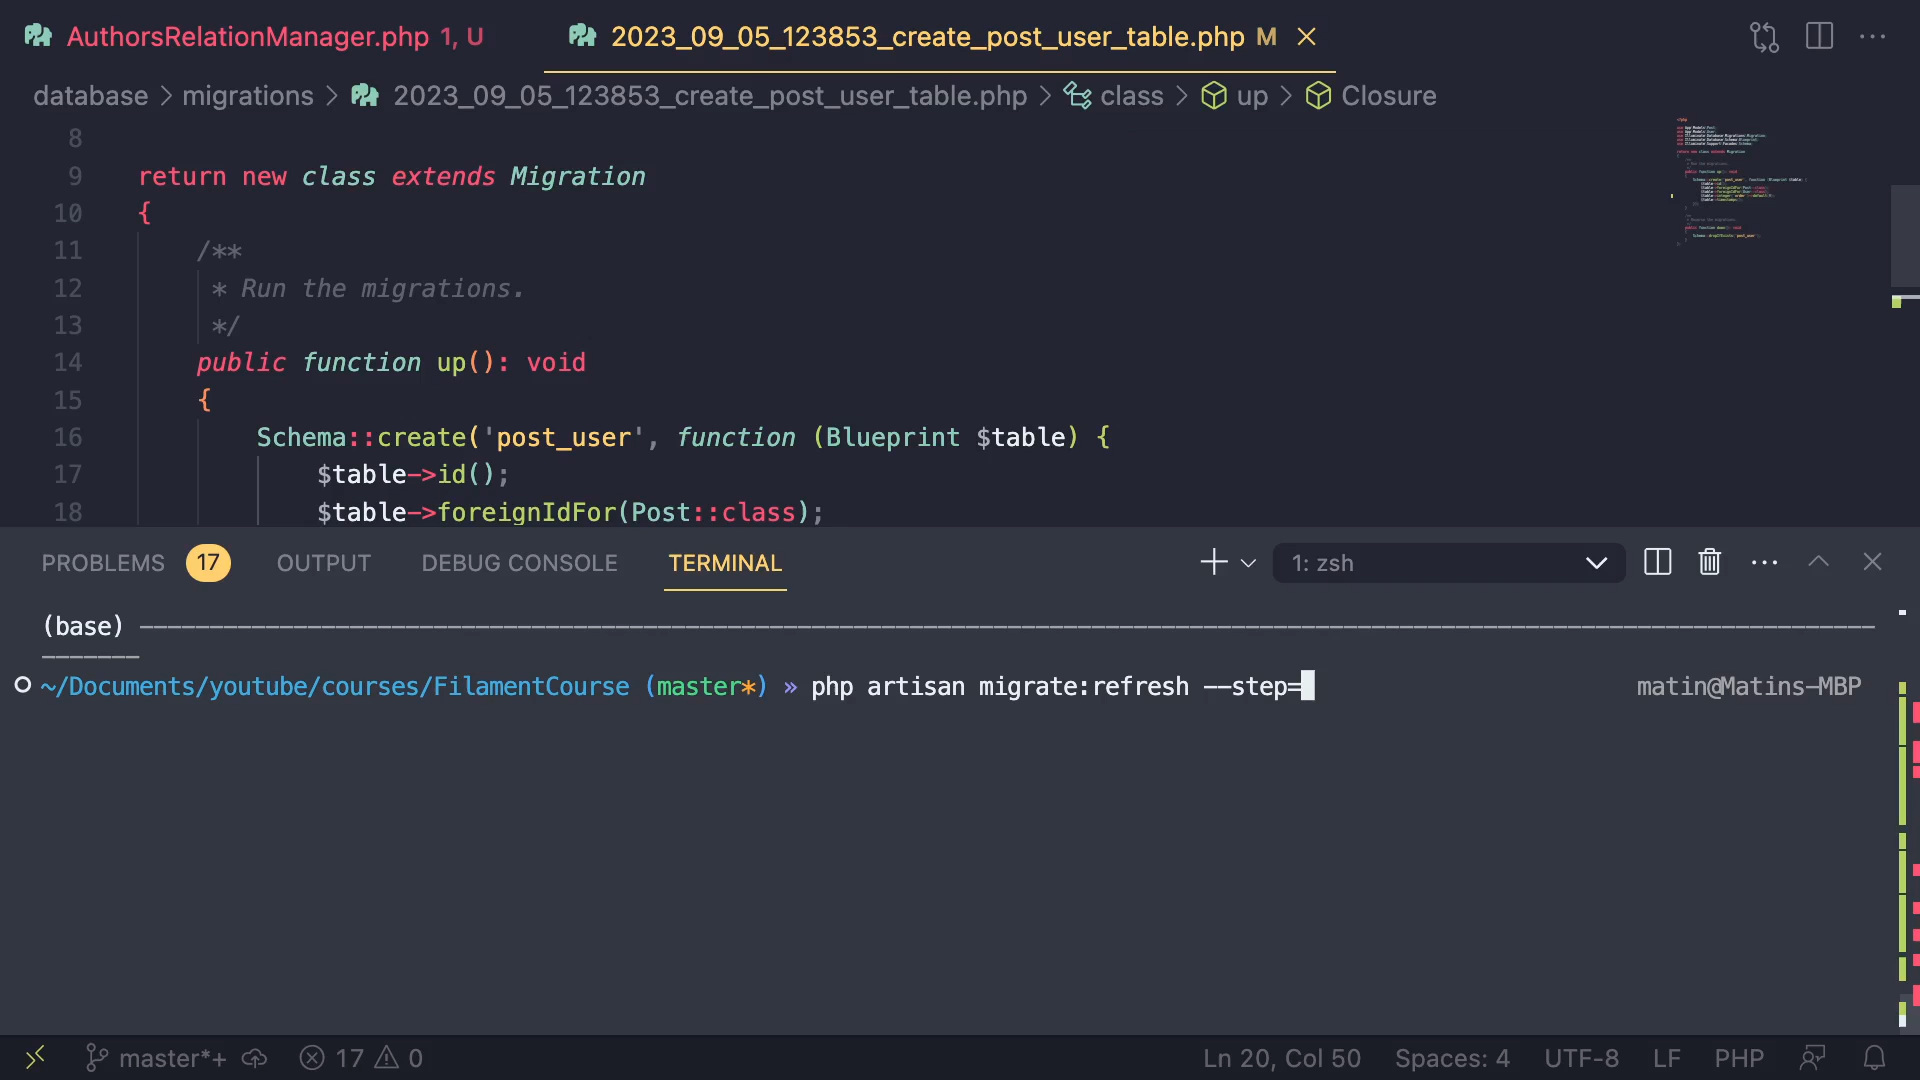 AuthorsRelationManager.php 1, U
2023_09_05_123853_create_post_user_table.php M
database > migrations > 2023_09_05_123853_create_post_user_table.php > class > up > Closure
8
9 return new class extends Migration
10 {
11 /**
12 * Run the migrations.
13 */
14 public function up(): void
15 {
16 Schema::create('post_user', function (Blueprint $table) {
17 $table->id();
18 $table->foreignIdFor(Post::class);
PROBLEMS 17 OUTPUT DEBUG CONSOLE TERMINAL
1: zsh
(base)
~/Documents/youtube/courses/FilamentCourse (master*) » php artisan migrate:refresh --step=
matin@Matins-MBP
master*+ 17 0
Ln 20, Col 50 Spaces: 4 UTF-8 LF PHP